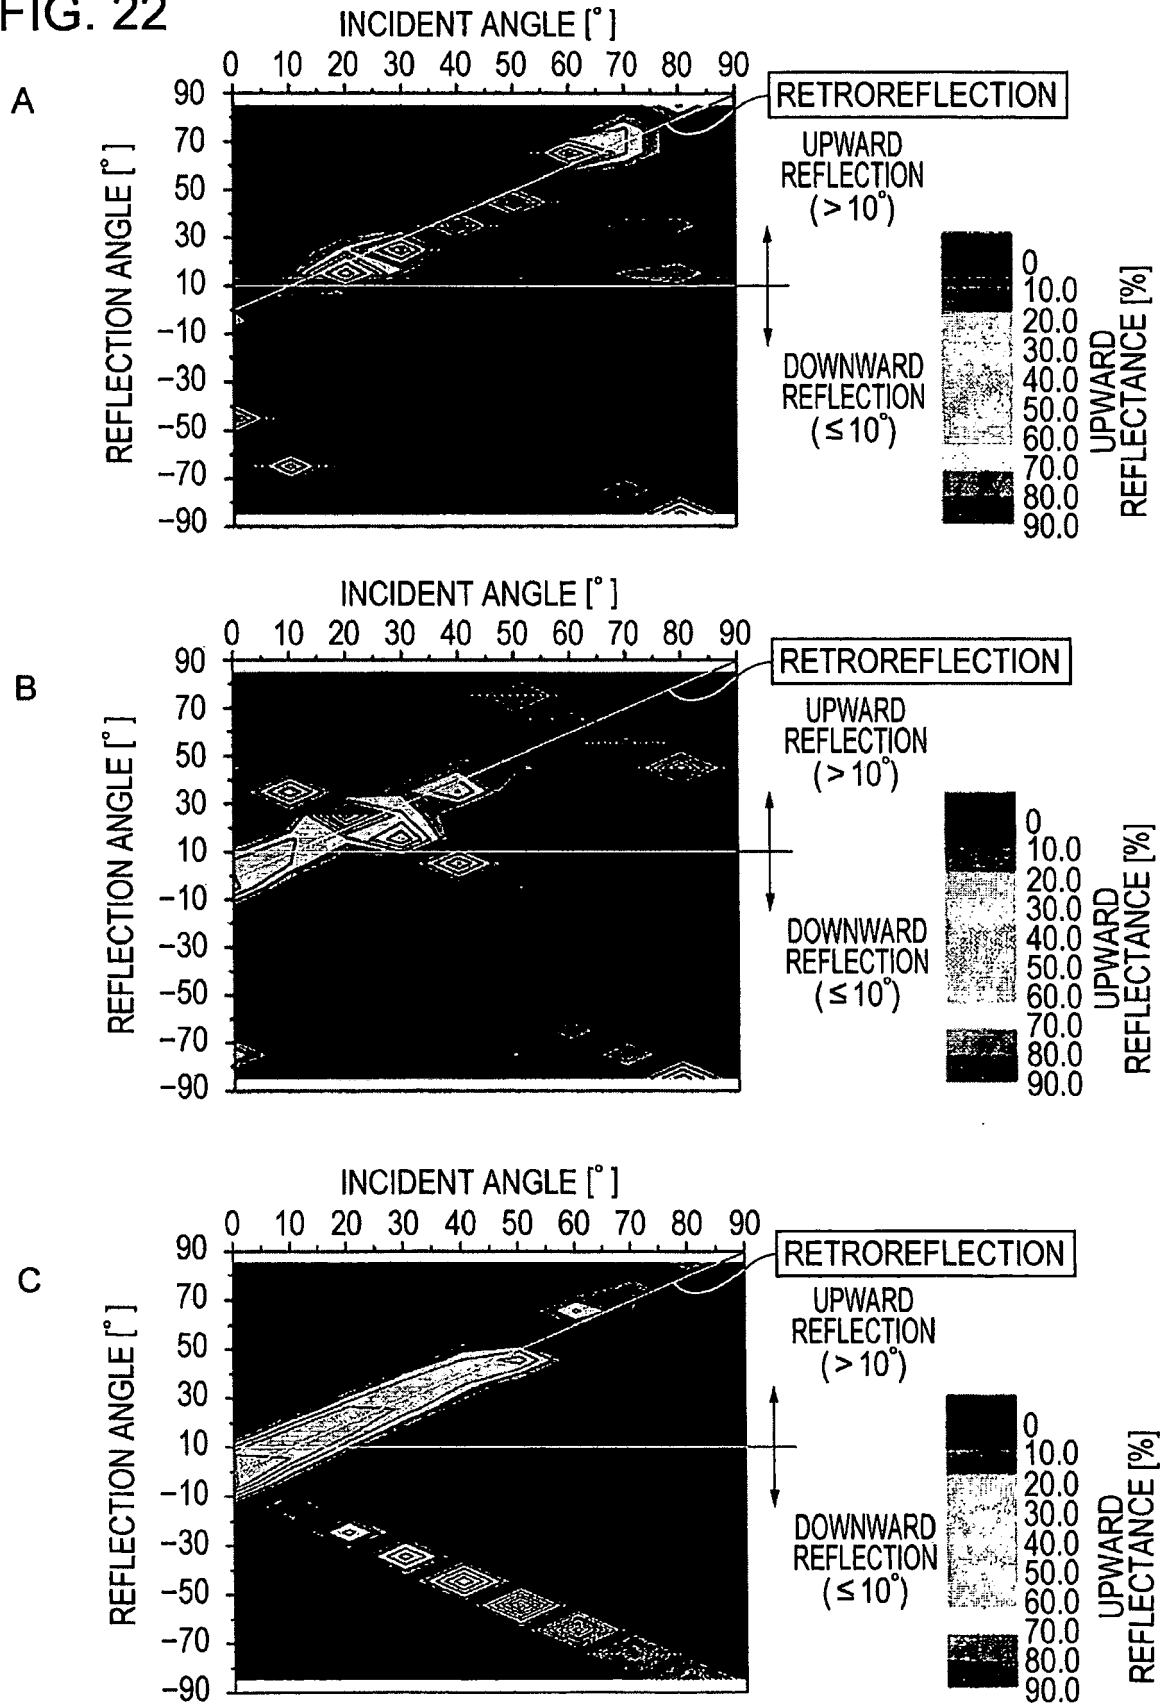 FIG. 22
INCIDENT ANGLE [°]
0 10 20 30 40 50 60 70 80 90
A
90
70
50
30
10
−10
−30
−50
−70
−90
REFLECTION ANGLE [°]
RETROREFLECTION
UPWARD
REFLECTION
(>10°)
DOWNWARD
REFLECTION
(≤10°)
0
10.0
20.0
30.0
40.0
50.0
60.0
70.0
80.0
90.0
UPWARD
REFLECTANCE [%]
INCIDENT ANGLE [°]
0 10 20 30 40 50 60 70 80 90
B
90
70
50
30
10
−10
−30
−50
−70
−90
REFLECTION ANGLE [°]
RETROREFLECTION
UPWARD
REFLECTION
(>10°)
DOWNWARD
REFLECTION
(≤10°)
0
10.0
20.0
30.0
40.0
50.0
60.0
70.0
80.0
90.0
UPWARD
REFLECTANCE [%]
INCIDENT ANGLE [°]
0 10 20 30 40 50 60 70 80 90
C
90
70
50
30
10
−10
−30
−50
−70
−90
REFLECTION ANGLE [°]
RETROREFLECTION
UPWARD
REFLECTION
(>10°)
DOWNWARD
REFLECTION
(≤10°)
0
10.0
20.0
30.0
40.0
50.0
60.0
70.0
80.0
90.0
UPWARD
REFLECTANCE [%]